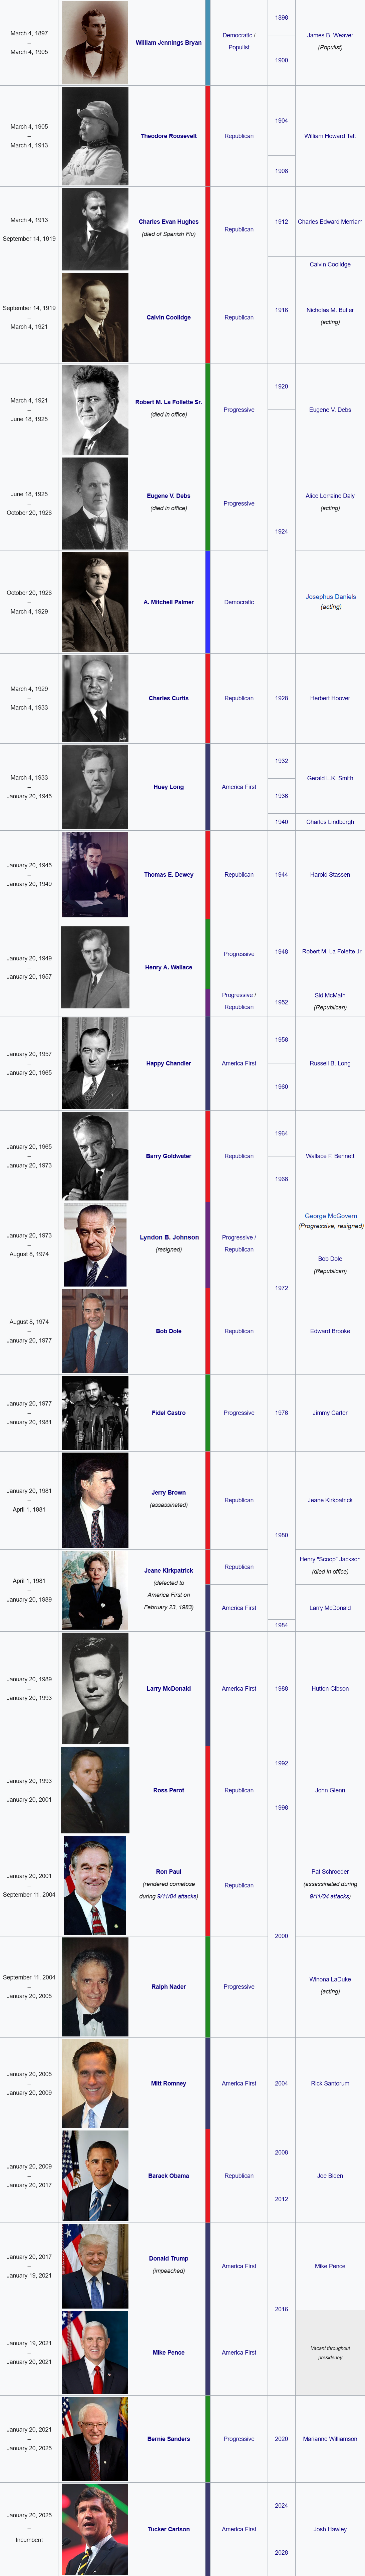 March 4, 1897
–
March 4, 1905
William Jennings Bryan
Democratic /
Populist
1896
1900
James B. Weaver
(Populist)
March 4, 1905
–
March 4, 1913
Theodore Roosevelt
Republican
1904
1908
William Howard Taft
March 4, 1913
–
September 14, 1919
Charles Evan Hughes
(died of Spanish Flu)
Republican
1912
Charles Edward Merriam
Calvin Coolidge
September 14, 1919
–
March 4, 1921
Calvin Coolidge
Republican
1916
Nicholas M. Butler
(acting)
March 4, 1921
–
June 18, 1925
Robert M. La Follette Sr.
(died in office)
Progressive
1920
Eugene V. Debs
June 18, 1925
–
October 20, 1926
Eugene V. Debs
(died in office)
Progressive
1924
Alice Lorraine Daly
(acting)
October 20, 1926
–
March 4, 1929
A. Mitchell Palmer
Democratic
Josephus Daniels
(acting)
March 4, 1929
–
March 4, 1933
Charles Curtis
Republican
1928
Herbert Hoover
March 4, 1933
–
January 20, 1945
Huey Long
America First
1932
1936
1940
Gerald L.K. Smith
Charles Lindbergh
January 20, 1945
–
January 20, 1949
Thomas E. Dewey
Republican
1944
Harold Stassen
January 20, 1949
–
January 20, 1957
Henry A. Wallace
Progressive
1948
Robert M. La Folette Jr.
Progressive /
Republican
1952
Sid McMath
(Republican)
January 20, 1957
–
January 20, 1965
Happy Chandler
America First
1956
1960
Russell B. Long
January 20, 1965
–
January 20, 1973
Barry Goldwater
Republican
1964
1968
Wallace F. Bennett
January 20, 1973
–
August 8, 1974
Lyndon B. Johnson
(resigned)
Progressive /
Republican
1972
George McGovern
(Progressive, resigned)
Bob Dole
(Republican)
August 8, 1974
–
January 20, 1977
Bob Dole
Republican
Edward Brooke
January 20, 1977
–
January 20, 1981
Fidel Castro
Progressive
1976
Jimmy Carter
January 20, 1981
–
April 1, 1981
Jerry Brown
(assassinated)
Republican
1980
Jeane Kirkpatrick
April 1, 1981
–
January 20, 1989
Jeane Kirkpatrick
(defected to
America First on
February 23, 1983)
Republican
America First
1984
Henry "Scoop" Jackson
(died in office)
Larry McDonald
January 20, 1989
–
January 20, 1993
Larry McDonald
America First
1988
Hutton Gibson
January 20, 1993
–
January 20, 2001
Ross Perot
Republican
1992
1996
John Glenn
January 20, 2001
–
September 11, 2004
Ron Paul
(rendered comatose
during 9/11/04 attacks)
Republican
2000
Pat Schroeder
(assassinated during
9/11/04 attacks)
September 11, 2004
–
January 20, 2005
Ralph Nader
Progressive
Winona LaDuke
(acting)
January 20, 2005
–
January 20, 2009
Mitt Romney
America First
2004
Rick Santorum
January 20, 2009
–
January 20, 2017
Barack Obama
Republican
2008
2012
Joe Biden
January 20, 2017
–
January 19, 2021
Donald Trump
(impeached)
America First
2016
Mike Pence
January 19, 2021
–
January 20, 2021
Mike Pence
America First
Vacant throughout
presidency
January 20, 2021
–
January 20, 2025
Bernie Sanders
Progressive
2020
Marianne Williamson
January 20, 2025
–
Incumbent
Tucker Carlson
America First
2024
2028
Josh Hawley